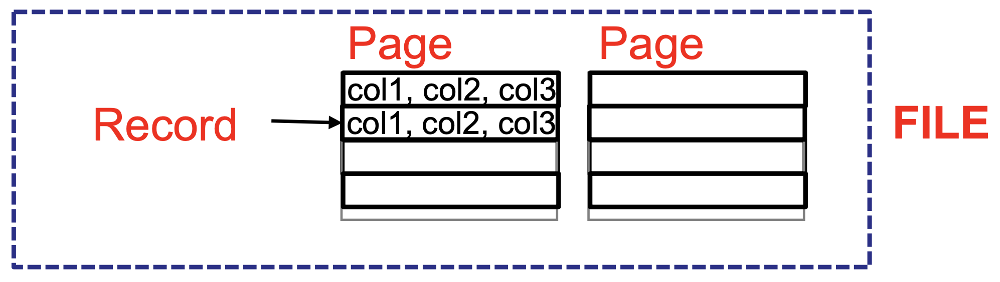 Page
Page
col1, col2, col3
Record
col1, col2, col3
FILE